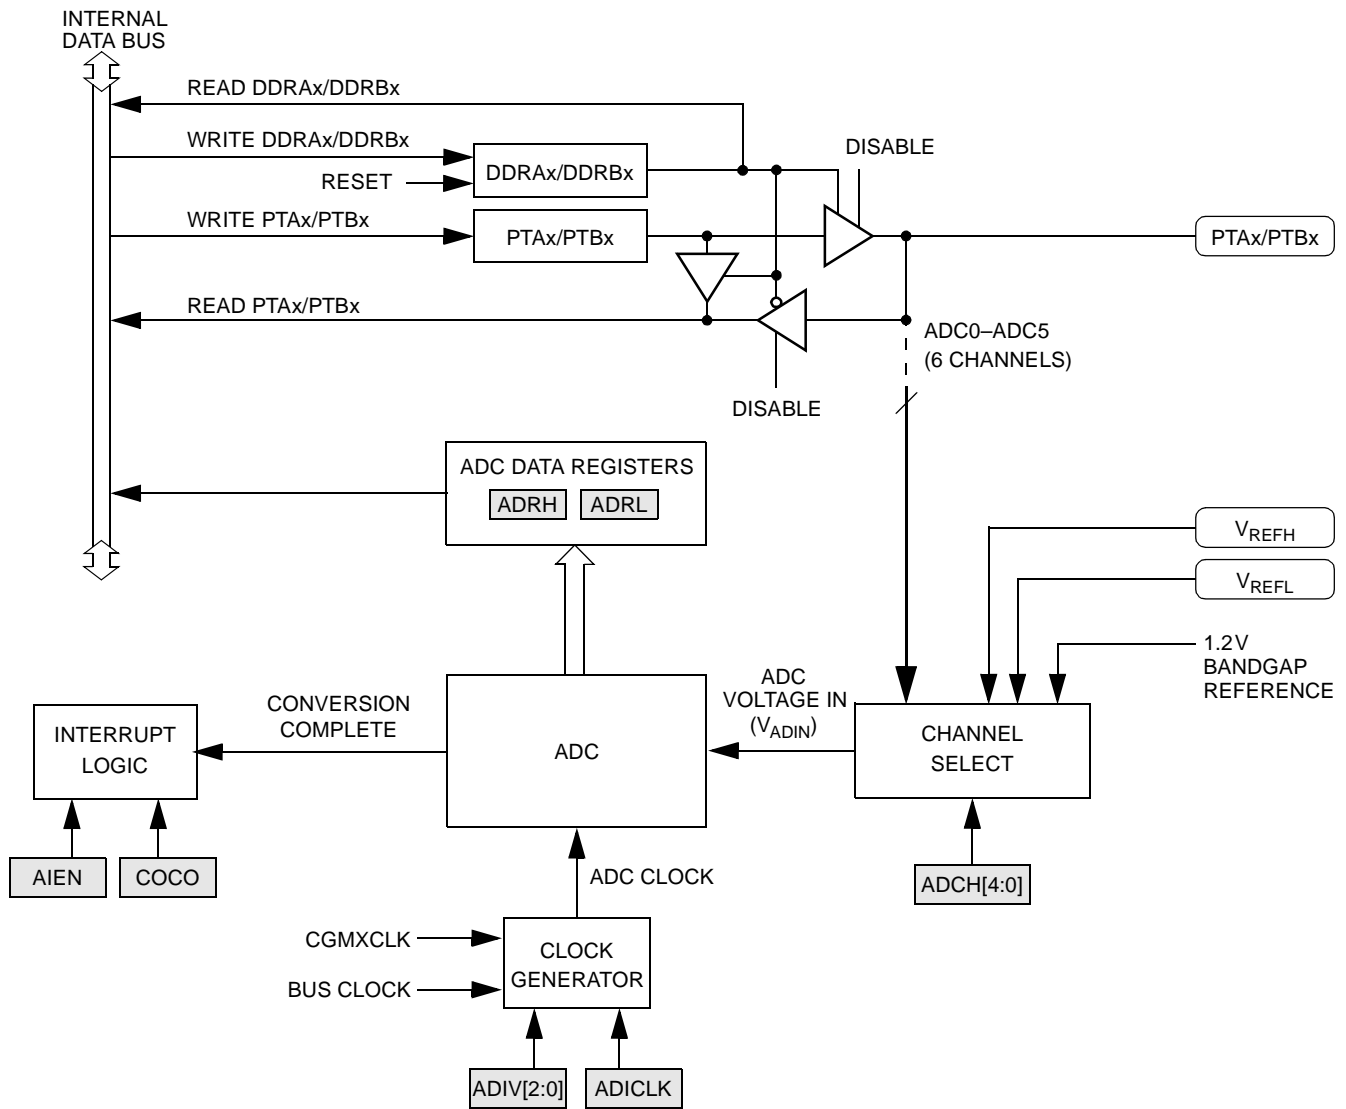 INTERNAL
DATA BUS
READ DDRAx/DDRBx
WRITE DDRAx/DDRBx
DISABLE
DDRAx/DDRBx
RESET
WRITE PTAx/PTBx
PTAx/PTBx
PTAx/PTBx
READ PTAx/PTBx
ADC0–ADC5
(6 CHANNELS)
DISABLE
ADC DATA REGISTERS
ADRH
ADRL
VREFH
VREFL
1.2V
BANDGAP
REFERENCE
ADC
VOLTAGE IN
(VADIN)
CONVERSION
COMPLETE
INTERRUPT
LOGIC
ADC
CHANNEL
SELECT
AIEN
COCO
ADC CLOCK
ADCH[4:0]
CGMXCLK
BUS CLOCK
CLOCK
GENERATOR
ADIV[2:0]
ADICLK